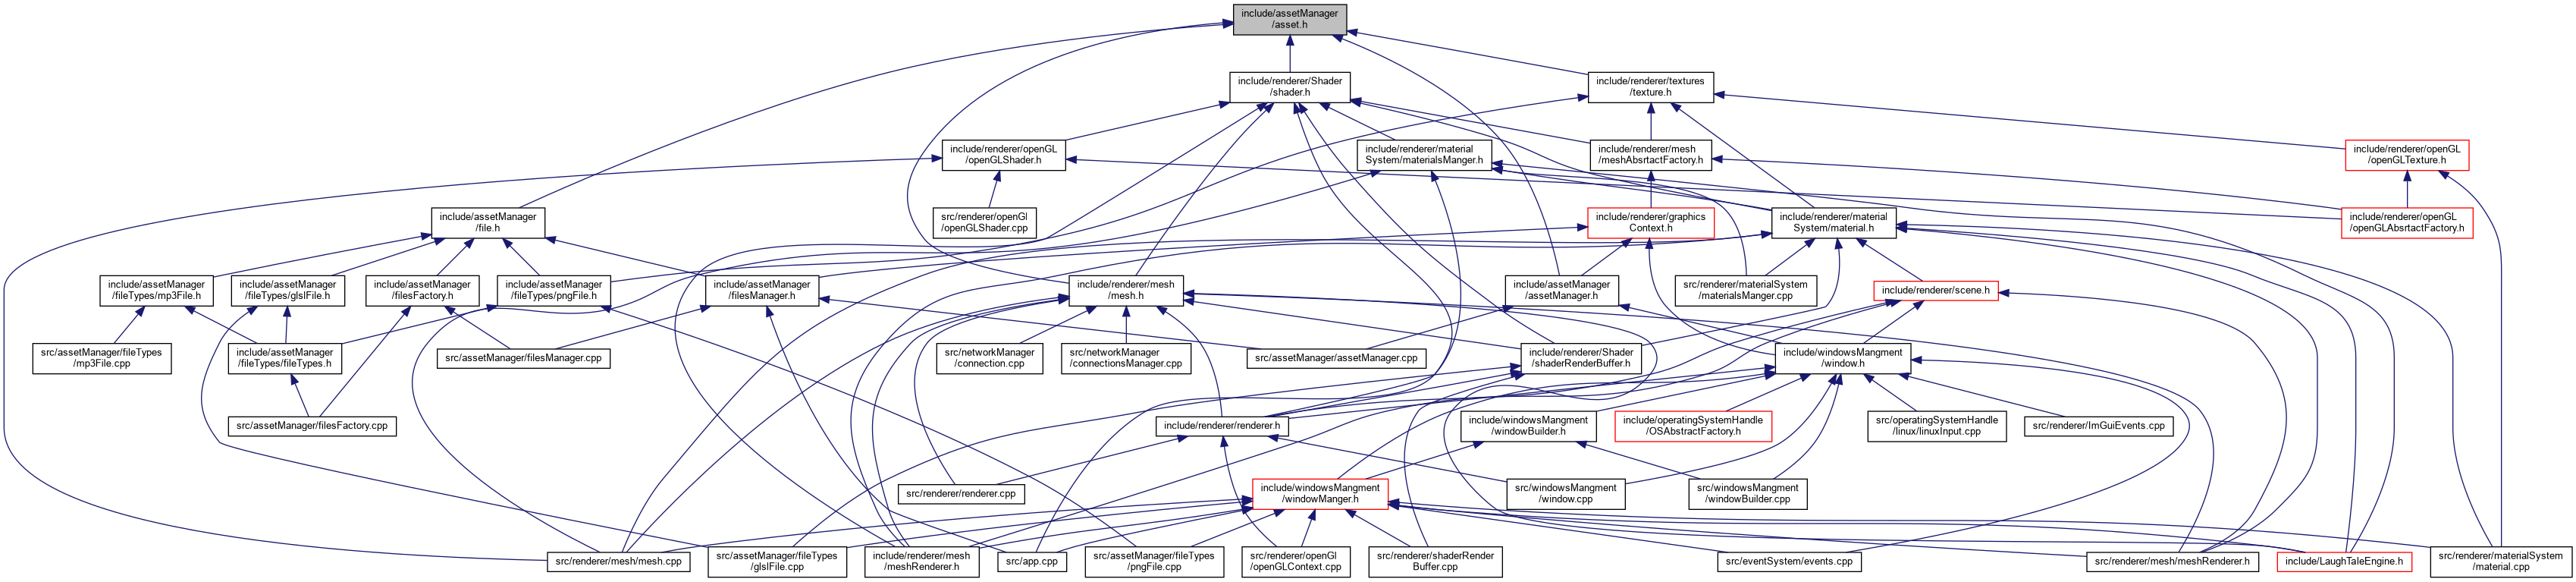 include/assetManager
/asset.h
include/renderer/Shader
/shader.h
include/renderer/textures
/texture.h
include/renderer/openGL
/openGLShader.h
include/renderer/material
System/materialsManger.h
include/renderer/mesh
/meshAbsrtactFactory.h
include/renderer/openGL
/openGLTexture.h
include/assetManager
/file.h
src/renderer/openGl
/openGLShader.cpp
include/renderer/graphics
Context.h
include/renderer/material
System/material.h
include/renderer/openGL
/openGLAbsrtactFactory.h
include/assetManager
/fileTypes/mp3File.h
include/assetManager
/fileTypes/glslFile.h
include/assetManager
/filesFactory.h
include/assetManager
/fileTypes/pngFile.h
include/assetManager
/filesManager.h
include/renderer/mesh
/mesh.h
include/assetManager
/assetManager.h
src/renderer/materialSystem
/materialsManger.cpp
include/renderer/scene.h
src/assetManager/fileTypes
/mp3File.cpp
include/assetManager
/fileTypes/fileTypes.h
src/assetManager/filesManager.cpp
src/assetManager/assetManager.cpp
src/networkManager
/connection.cpp
src/networkManager
/connectionsManager.cpp
include/renderer/Shader
/shaderRenderBuffer.h
include/windowsMangment
/window.h
src/assetManager/filesFactory.cpp
include/renderer/renderer.h
include/windowsMangment
/windowBuilder.h
include/operatingSystemHandle
/OSAbstractFactory.h
src/operatingSystemHandle
/linux/linuxInput.cpp
src/renderer/ImGuiEvents.cpp
src/renderer/renderer.cpp
include/windowsMangment
/windowManger.h
src/windowsMangment
/window.cpp
src/windowsMangment
/windowBuilder.cpp
src/renderer/mesh/mesh.cpp
src/assetManager/fileTypes
/glslFile.cpp
include/renderer/mesh
/meshRenderer.h
src/app.cpp
src/assetManager/fileTypes
/pngFile.cpp
src/renderer/openGl
/openGLContext.cpp
src/renderer/shaderRender
Buffer.cpp
src/eventSystem/events.cpp
src/renderer/mesh/meshRenderer.h
include/LaughTaleEngine.h
src/renderer/materialSystem
/material.cpp